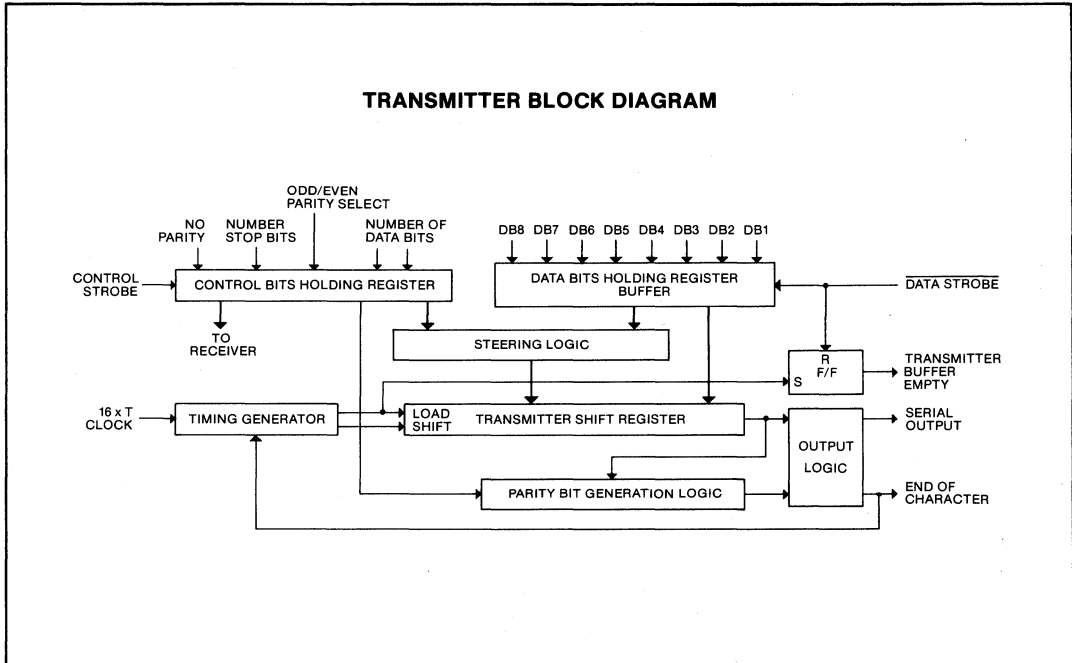 TRANSMITTER BLOCK DIAGRAM
ODD/EVEN
PARITY SELECT
NO
PARITY
NUMBER
STOP BITS
NUMBER OF
DATA BITS
DB8 DB7 DB6 DB5 DB4 DB3 DB2 DB1
CONTROL
STROBE
CONTROL BITS HOLDING REGISTER
DATA BITS HOLDING REGISTER
BUFFER
DATA STROBE
TO
RECEIVER
STEERING LOGIC
R
F/F
S
TRANSMITTER
BUFFER
EMPTY
16 x T
CLOCK
TIMING GENERATOR
LOAD
SHIFT
TRANSMITTER SHIFT REGISTER
SERIAL
OUTPUT
OUTPUT
LOGIC
PARITY BIT GENERATION LOGIC
END OF
CHARACTER